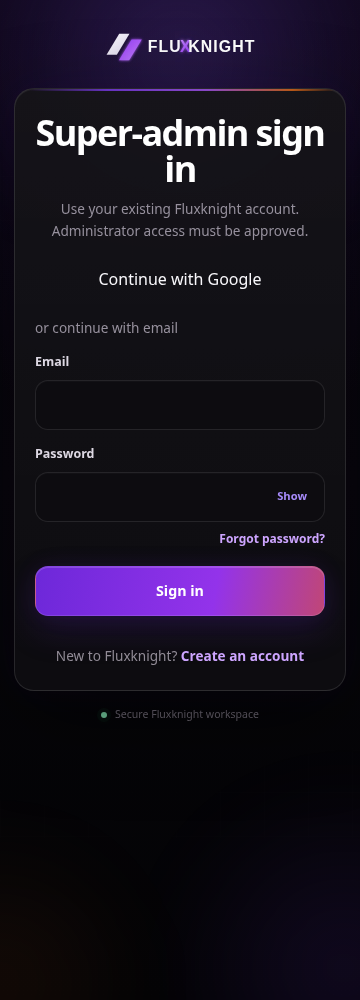 FLUXKNIGHT
Super-admin sign
in
Use your existing Fluxknight account.
Administrator access must be approved.
Continue with Google
or continue with email
Email
Password
Show
Forgot password?
Sign in
New to Fluxknight? Create an account
Secure Fluxknight workspace